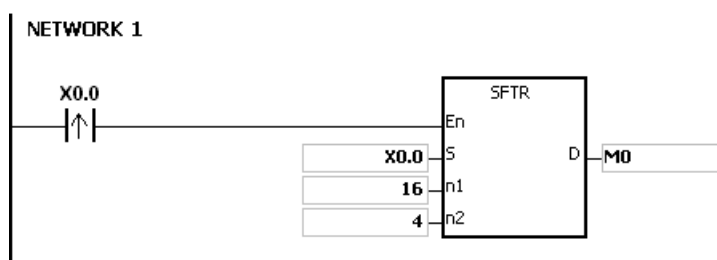 NETWORK 1
X0.0
SFTR
En
X0.0 S D M0
16 n1
4 n2